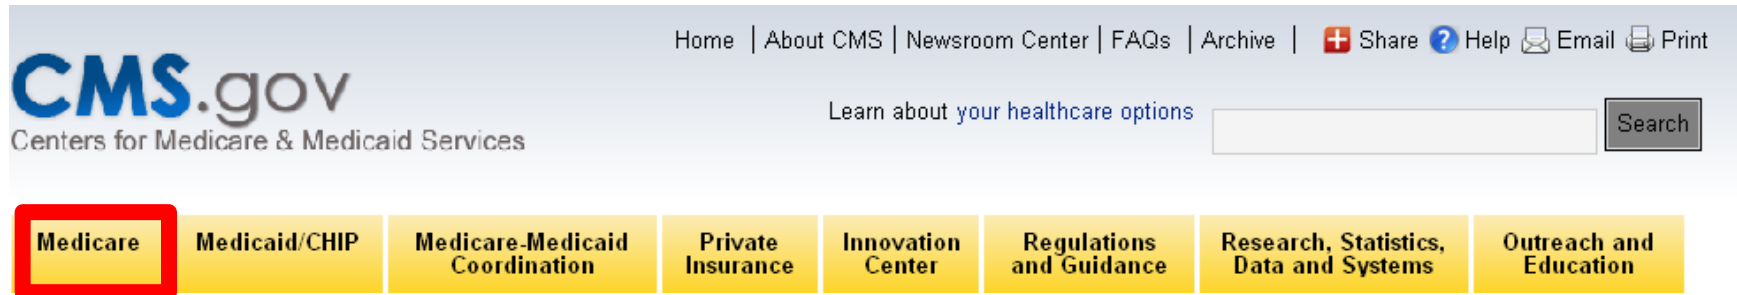 Home | About CMS | Newsroom Center | FAQs | Archive | Share Help Email Print
CMS.gov
Centers for Medicare & Medicaid Services
Learn about your healthcare options
Search
Medicare
Medicaid/CHIP
Medicare-Medicaid
Coordination
Private
Insurance
Innovation
Center
Regulations
and Guidance
Research, Statistics,
Data and Systems
Outreach and
Education